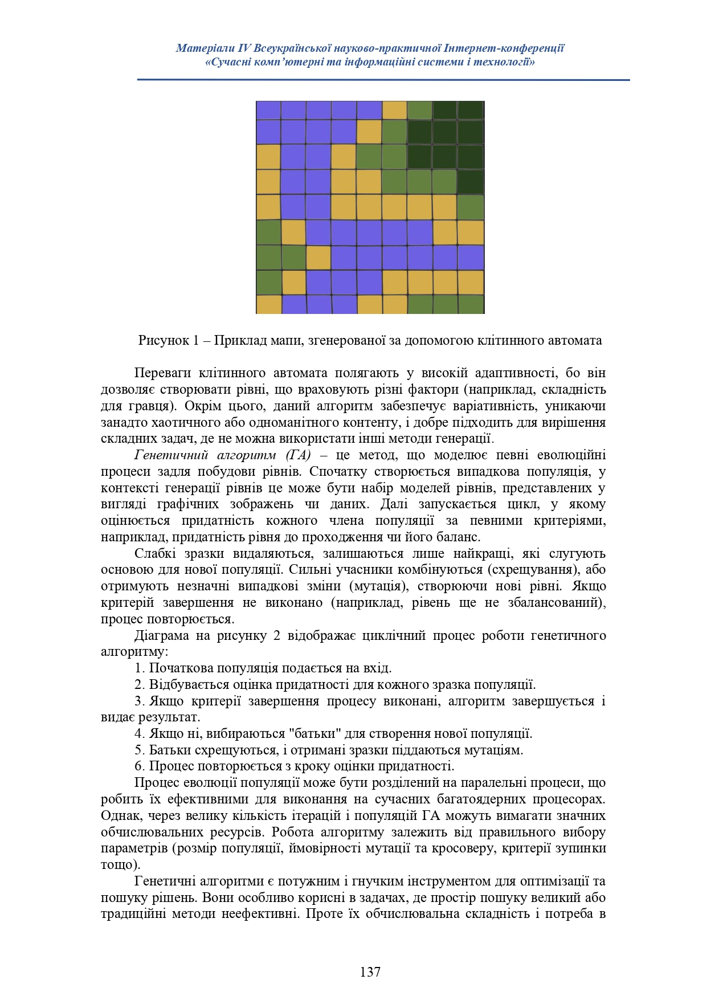 Матеріали IV Всеукраїнської науково-практичної Інтернет-конференції
«Сучасні комп’ютерні та інформаційні системи і технології»
Рисунок 1 – Приклад мапи, згенерованої за допомогою клітинного автомата
Переваги клітинного автомата полягають у високій адаптивності, бо він
дозволяє створювати рівні, що враховують різні фактори (наприклад, складність
для гравця). Окрім цього, даний алгоритм забезпечує варіативність, уникаючи
занадто хаотичного або одноманітного контенту, і добре підходить для вирішення
складних задач, де не можна використати інші методи генерації.
Генетичний алгоритм (ГА) – це метод, що моделює певні еволюційні
процеси задля побудови рівнів. Спочатку створюється випадкова популяція, у
контексті генерації рівнів це може бути набір моделей рівнів, представлених у
вигляді графічних зображень чи даних. Далі запускається цикл, у якому
оцінюється придатність кожного члена популяції за певними критеріями,
наприклад, придатність рівня до проходження чи його баланс.
Слабкі зразки видаляються, залишаються лише найкращі, які слугують
основою для нової популяції. Сильні учасники комбінуються (схрещування), або
отримують незначні випадкові зміни (мутація), створюючи нові рівні. Якщо
критерій завершення не виконано (наприклад, рівень ще не збалансований),
процес повторюється.
Діаграма на рисунку 2 відображає циклічний процес роботи генетичного
алгоритму:
1. Початкова популяція подається на вхід.
2. Відбувається оцінка придатності для кожного зразка популяції.
3. Якщо критерії завершення процесу виконані, алгоритм завершується і
видає результат.
4. Якщо ні, вибираються "батьки" для створення нової популяції.
5. Батьки схрещуються, і отримані зразки піддаються мутаціям.
6. Процес повторюється з кроку оцінки придатності.
Процес еволюції популяції може бути розділений на паралельні процеси, що
робить їх ефективними для виконання на сучасних багатоядерних процесорах.
Однак, через велику кількість ітерацій і популяцій ГА можуть вимагати значних
обчислювальних ресурсів. Робота алгоритму залежить від правильного вибору
параметрів (розмір популяції, ймовірності мутації та кросоверу, критерії зупинки
тощо).
Генетичні алгоритми є потужним і гнучким інструментом для оптимізації та
пошуку рішень. Вони особливо корисні в задачах, де простір пошуку великий або
традиційні методи неефективні. Проте їх обчислювальна складність і потреба в
137